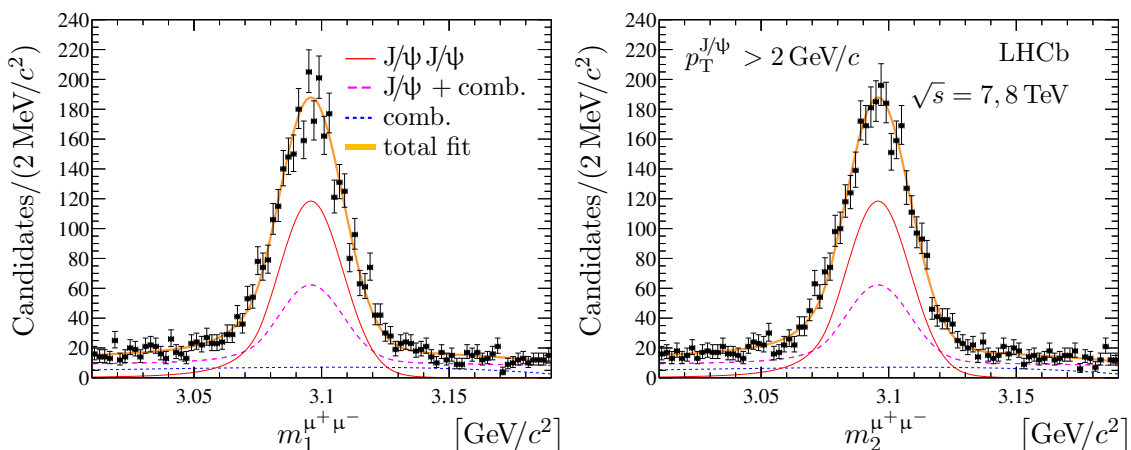 Candidates/(2 MeV/c²)
240
220
200
180
160
140
120
100
80
60
40
20
0
J/ψ J/ψ
J/ψ + comb.
comb.
total fit
3.05 3.1 3.15
m₁^{μ⁺μ⁻} [GeV/c²]
Candidates/(2 MeV/c²)
240
220
200
180
160
140
120
100
80
60
40
20
0
p_T^{J/ψ} > 2 GeV/c LHCb
√s = 7, 8 TeV
3.05 3.1 3.15
m₂^{μ⁺μ⁻} [GeV/c²]